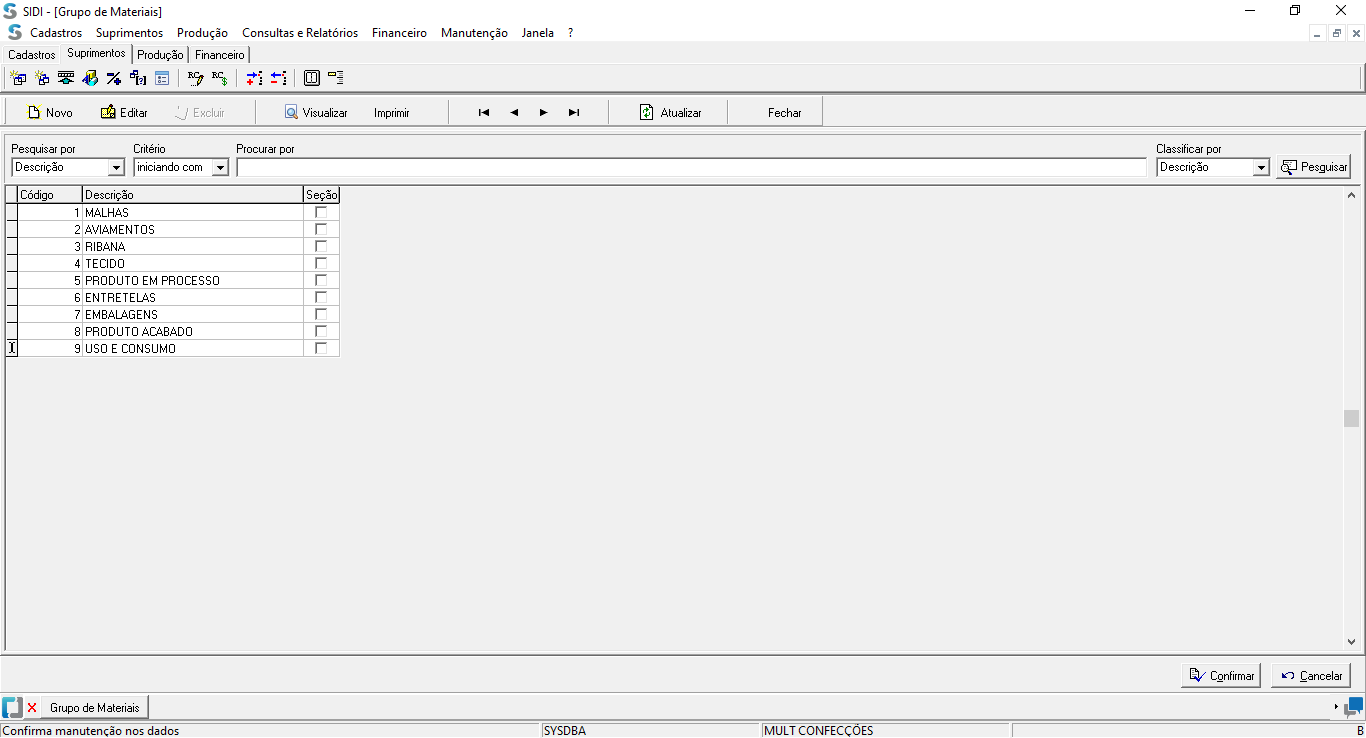 SIDI - [Grupo de Materiais]
Cadastros Suprimentos Produção Consultas e Relatórios Financeiro Manutenção Janela ?
Cadastros Suprimentos Produção Financeiro
Novo Editar Excluir Visualizar Imprimir Atualizar Fechar
Pesquisar por Critério Procurar por Classificar por
Descrição iniciando com Descrição Pesquisar
Código Descrição Seção
1 MALHAS
2 AVIAMENTOS
3 RIBANA
4 TECIDO
5 PRODUTO EM PROCESSO
6 ENTRETELAS
7 EMBALAGENS
8 PRODUTO ACABADO
9 USO E CONSUMO
Confirmar Cancelar
Grupo de Materiais
Confirma manutenção nos dados SYSDBA MULT CONFECÇÕES B